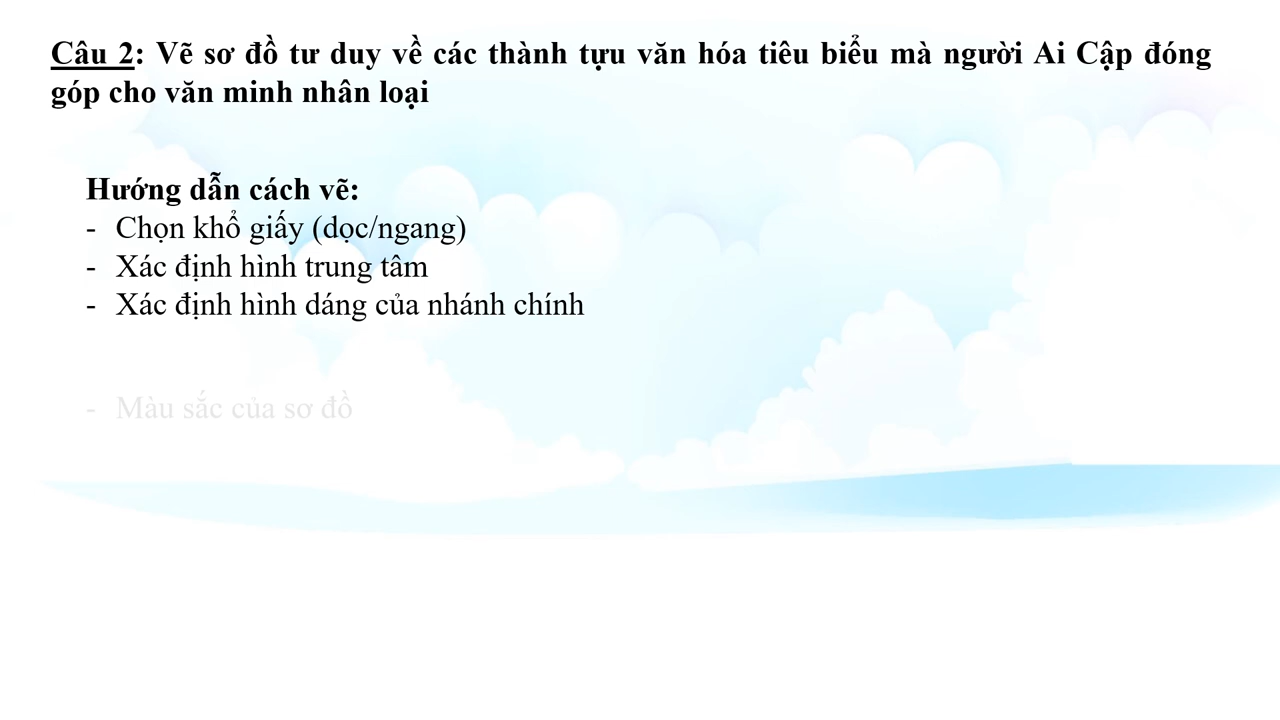 Câu 2: Vẽ sơ đồ tư duy về các thành tựu văn hóa tiêu biểu mà người Ai Cập đóng
góp cho văn minh nhân loại
Hướng dẫn cách vẽ:
- Chọn khổ giấy (dọc/ngang)
- Xác định hình trung tâm
- Xác định hình dáng của nhánh chính
- Màu sắc của sơ đồ